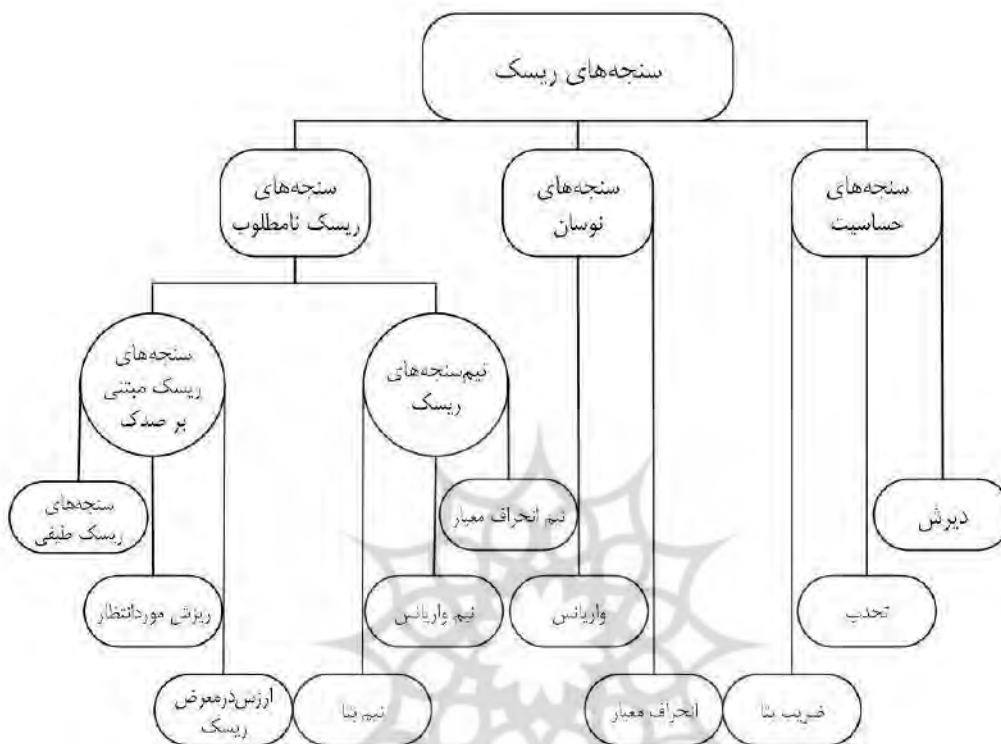 سنجه‌های ریسک
سنجه‌های
حساسیت
سنجه‌های
نوسان
سنجه‌های
ریسک نامطلوب
نیم‌سنجه‌های
ریسک
سنجه‌های
ریسک مبتنی
بر صدک
دیرش
نیم انحراف معیار
سنجه‌های
ریسک طیفی
تحدب
واریانس
نیم واریانس
ریزش موردانتظار
ضریب بتا
انحراف معیار
نیم بتا
ارزش‌درمعرض
ریسک